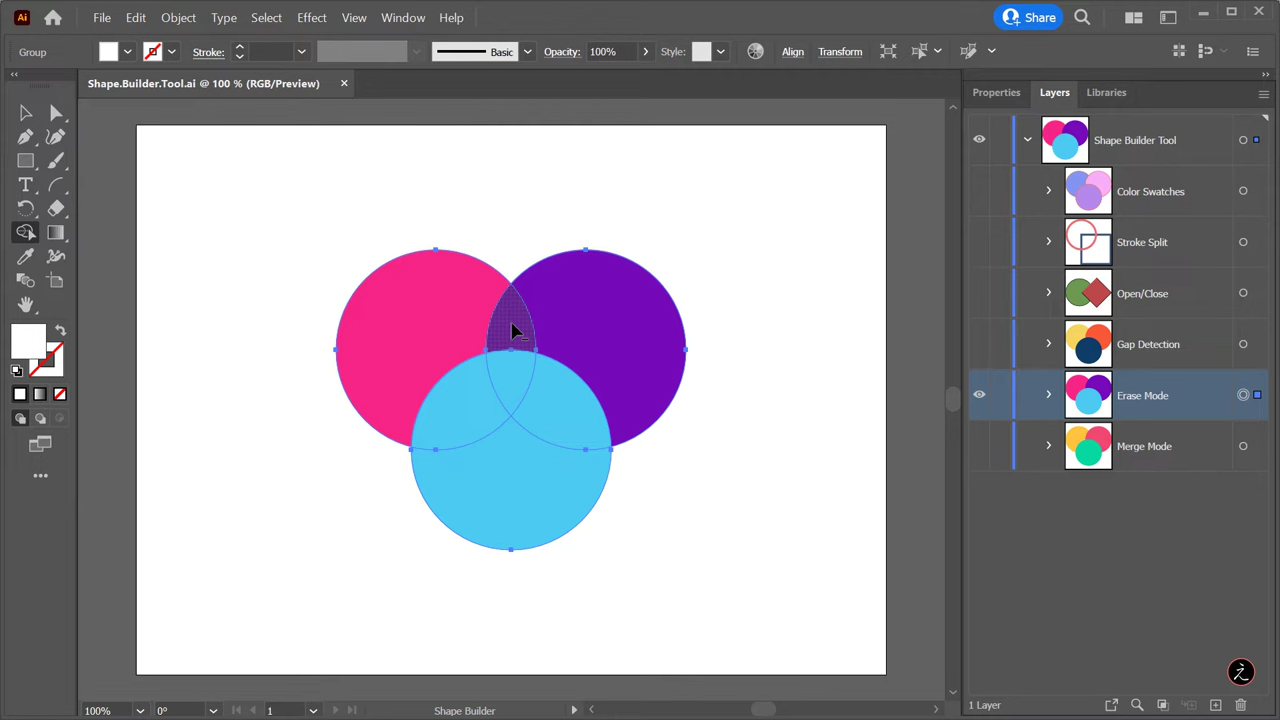 Ai File Edit Object Type Select Effect View Window Help Share
Group Stroke: Basic Opacity: 100% Style: Align Transform
Shape.Builder.Tool.ai @ 100 % (RGB/Preview)
Properties Layers Libraries
Shape Builder Tool
Color Swatches
Stroke Split
Open/Close
Gap Detection
Erase Mode
Merge Mode
100% 0° 1 Shape Builder
1 Layer